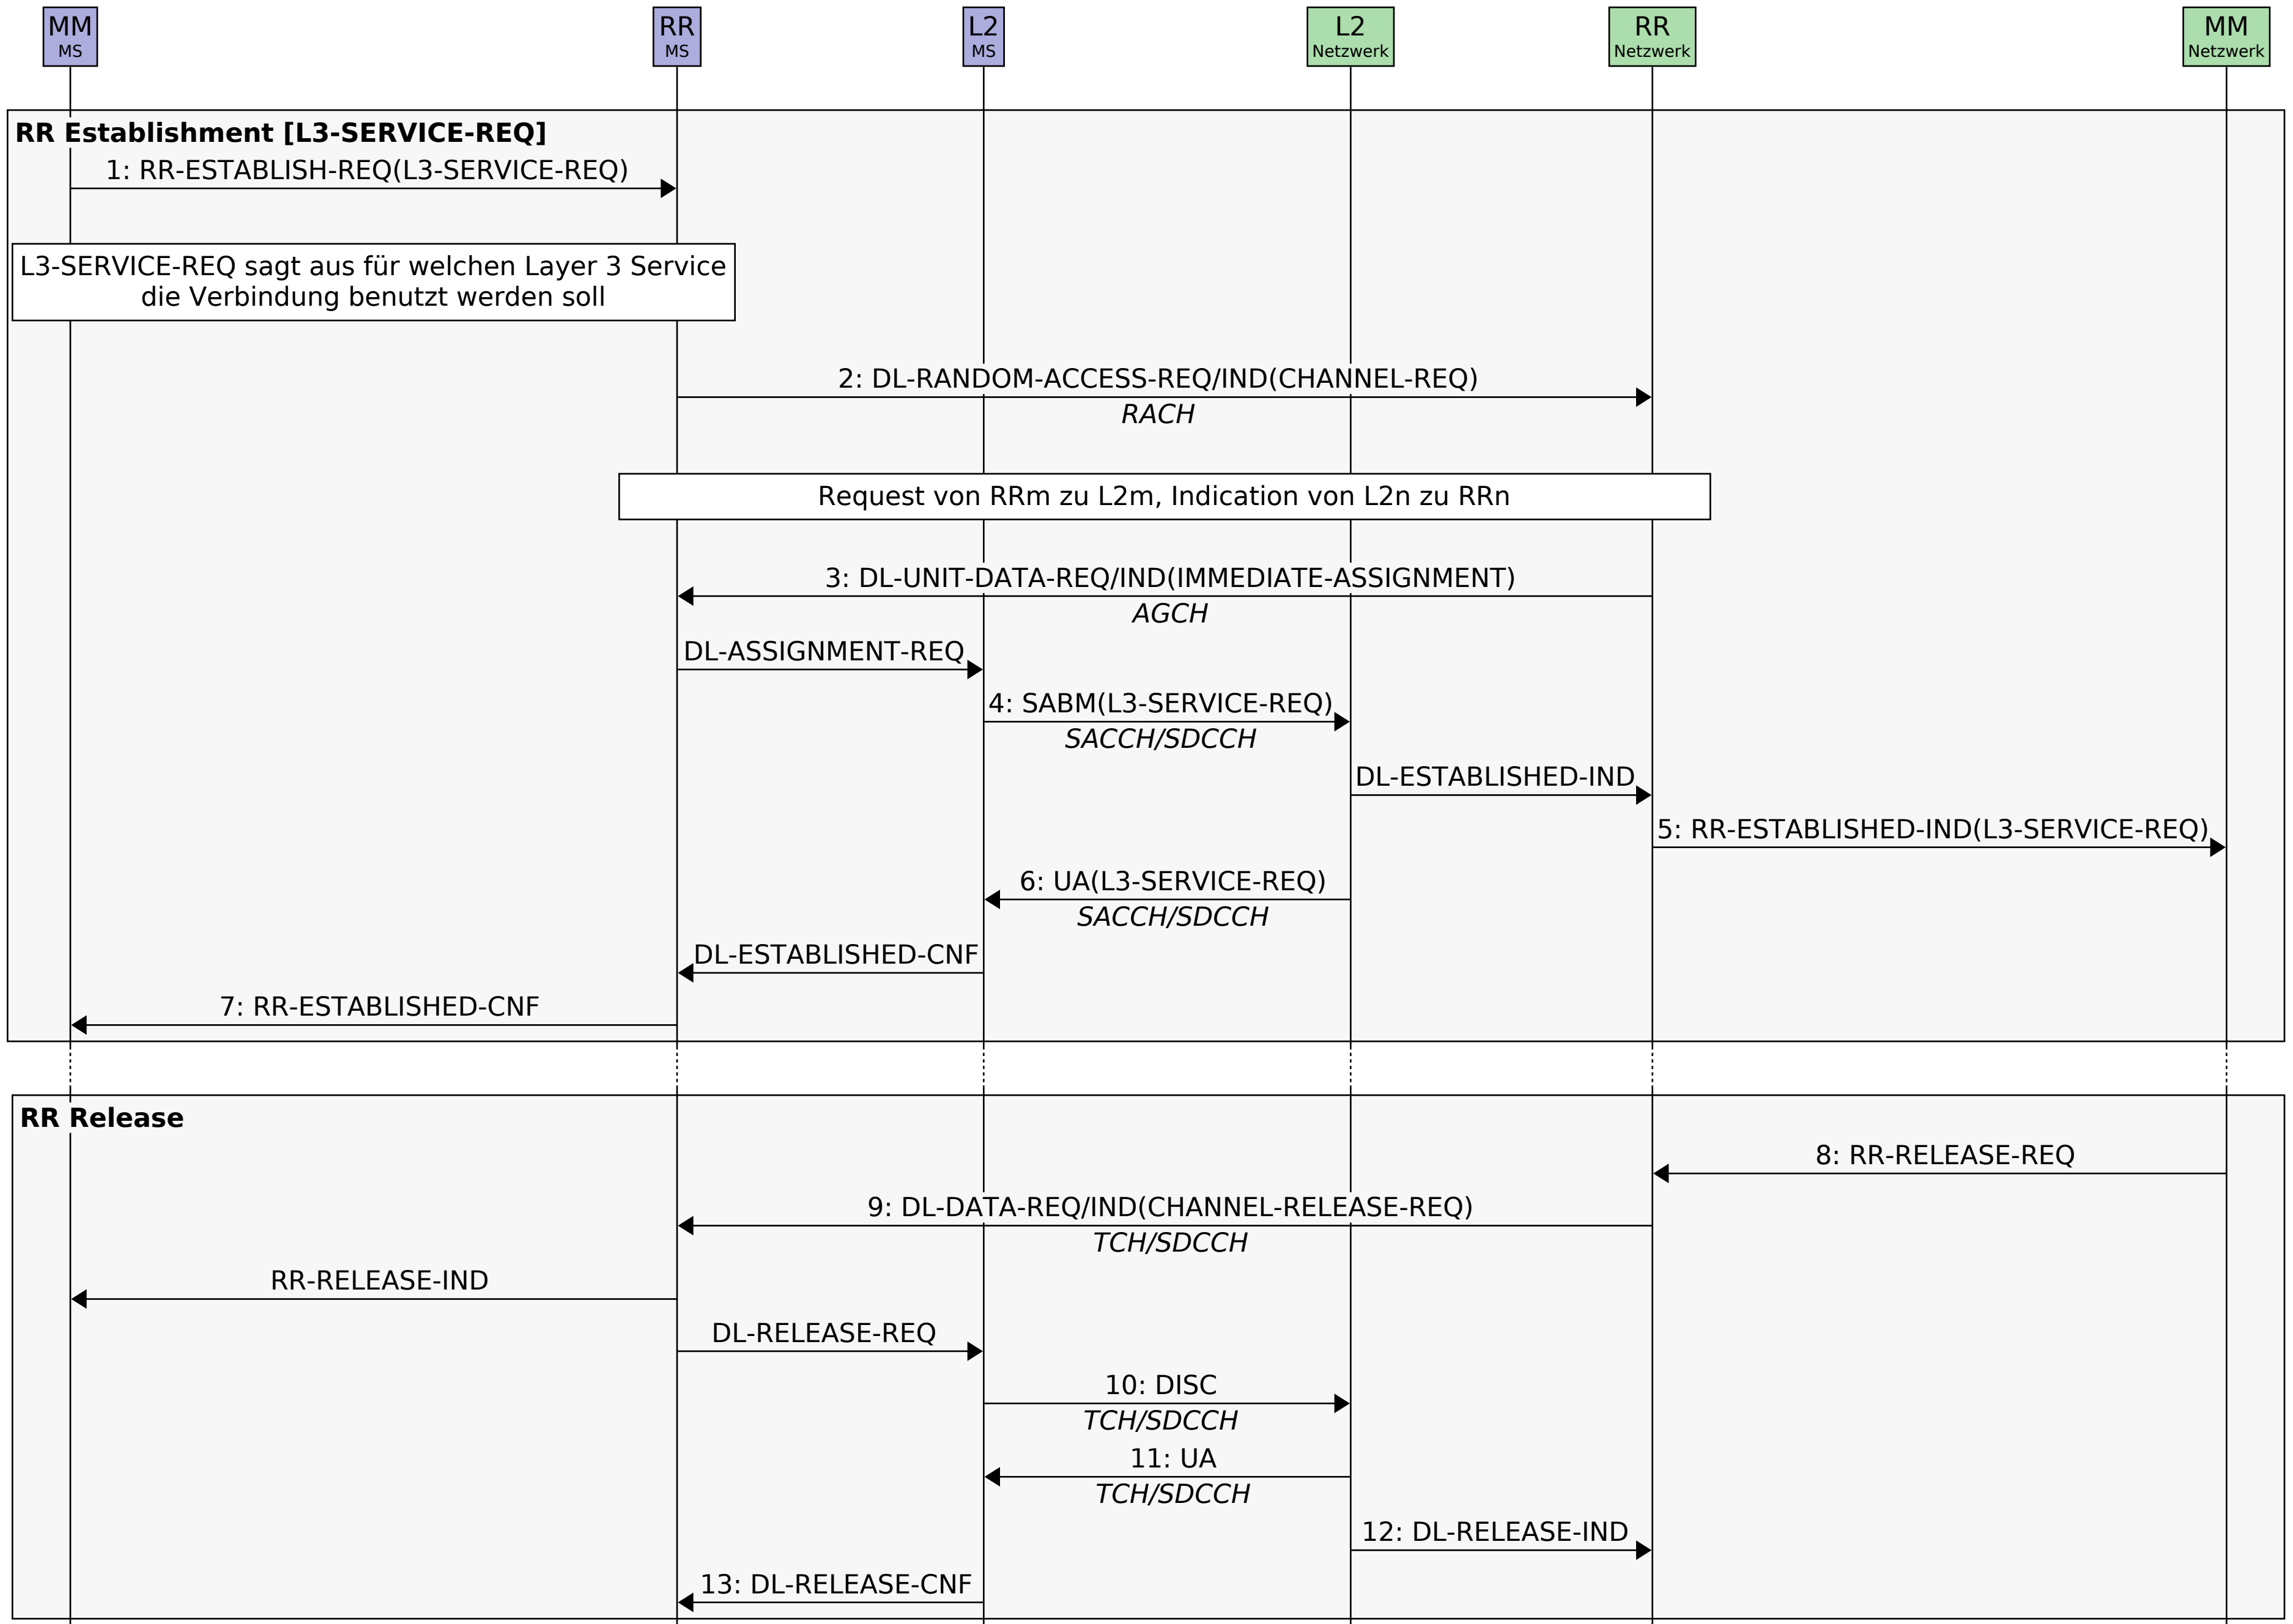 MM
MS
RR
MS
L2
MS
L2
Netzwerk
RR
Netzwerk
MM
Netzwerk
RR Establishment [L3-SERVICE-REQ]
1: RR-ESTABLISH-REQ(L3-SERVICE-REQ)
L3-SERVICE-REQ sagt aus für welchen Layer 3 Service
die Verbindung benutzt werden soll
2: DL-RANDOM-ACCESS-REQ/IND(CHANNEL-REQ)
RACH
Request von RRm zu L2m, Indication von L2n zu RRn
3: DL-UNIT-DATA-REQ/IND(IMMEDIATE-ASSIGNMENT)
AGCH
DL-ASSIGNMENT-REQ
4: SABM(L3-SERVICE-REQ)
SACCH/SDCCH
DL-ESTABLISHED-IND
5: RR-ESTABLISHED-IND(L3-SERVICE-REQ)
6: UA(L3-SERVICE-REQ)
SACCH/SDCCH
DL-ESTABLISHED-CNF
7: RR-ESTABLISHED-CNF
RR Release
8: RR-RELEASE-REQ
9: DL-DATA-REQ/IND(CHANNEL-RELEASE-REQ)
TCH/SDCCH
RR-RELEASE-IND
DL-RELEASE-REQ
10: DISC
TCH/SDCCH
11: UA
TCH/SDCCH
12: DL-RELEASE-IND
13: DL-RELEASE-CNF